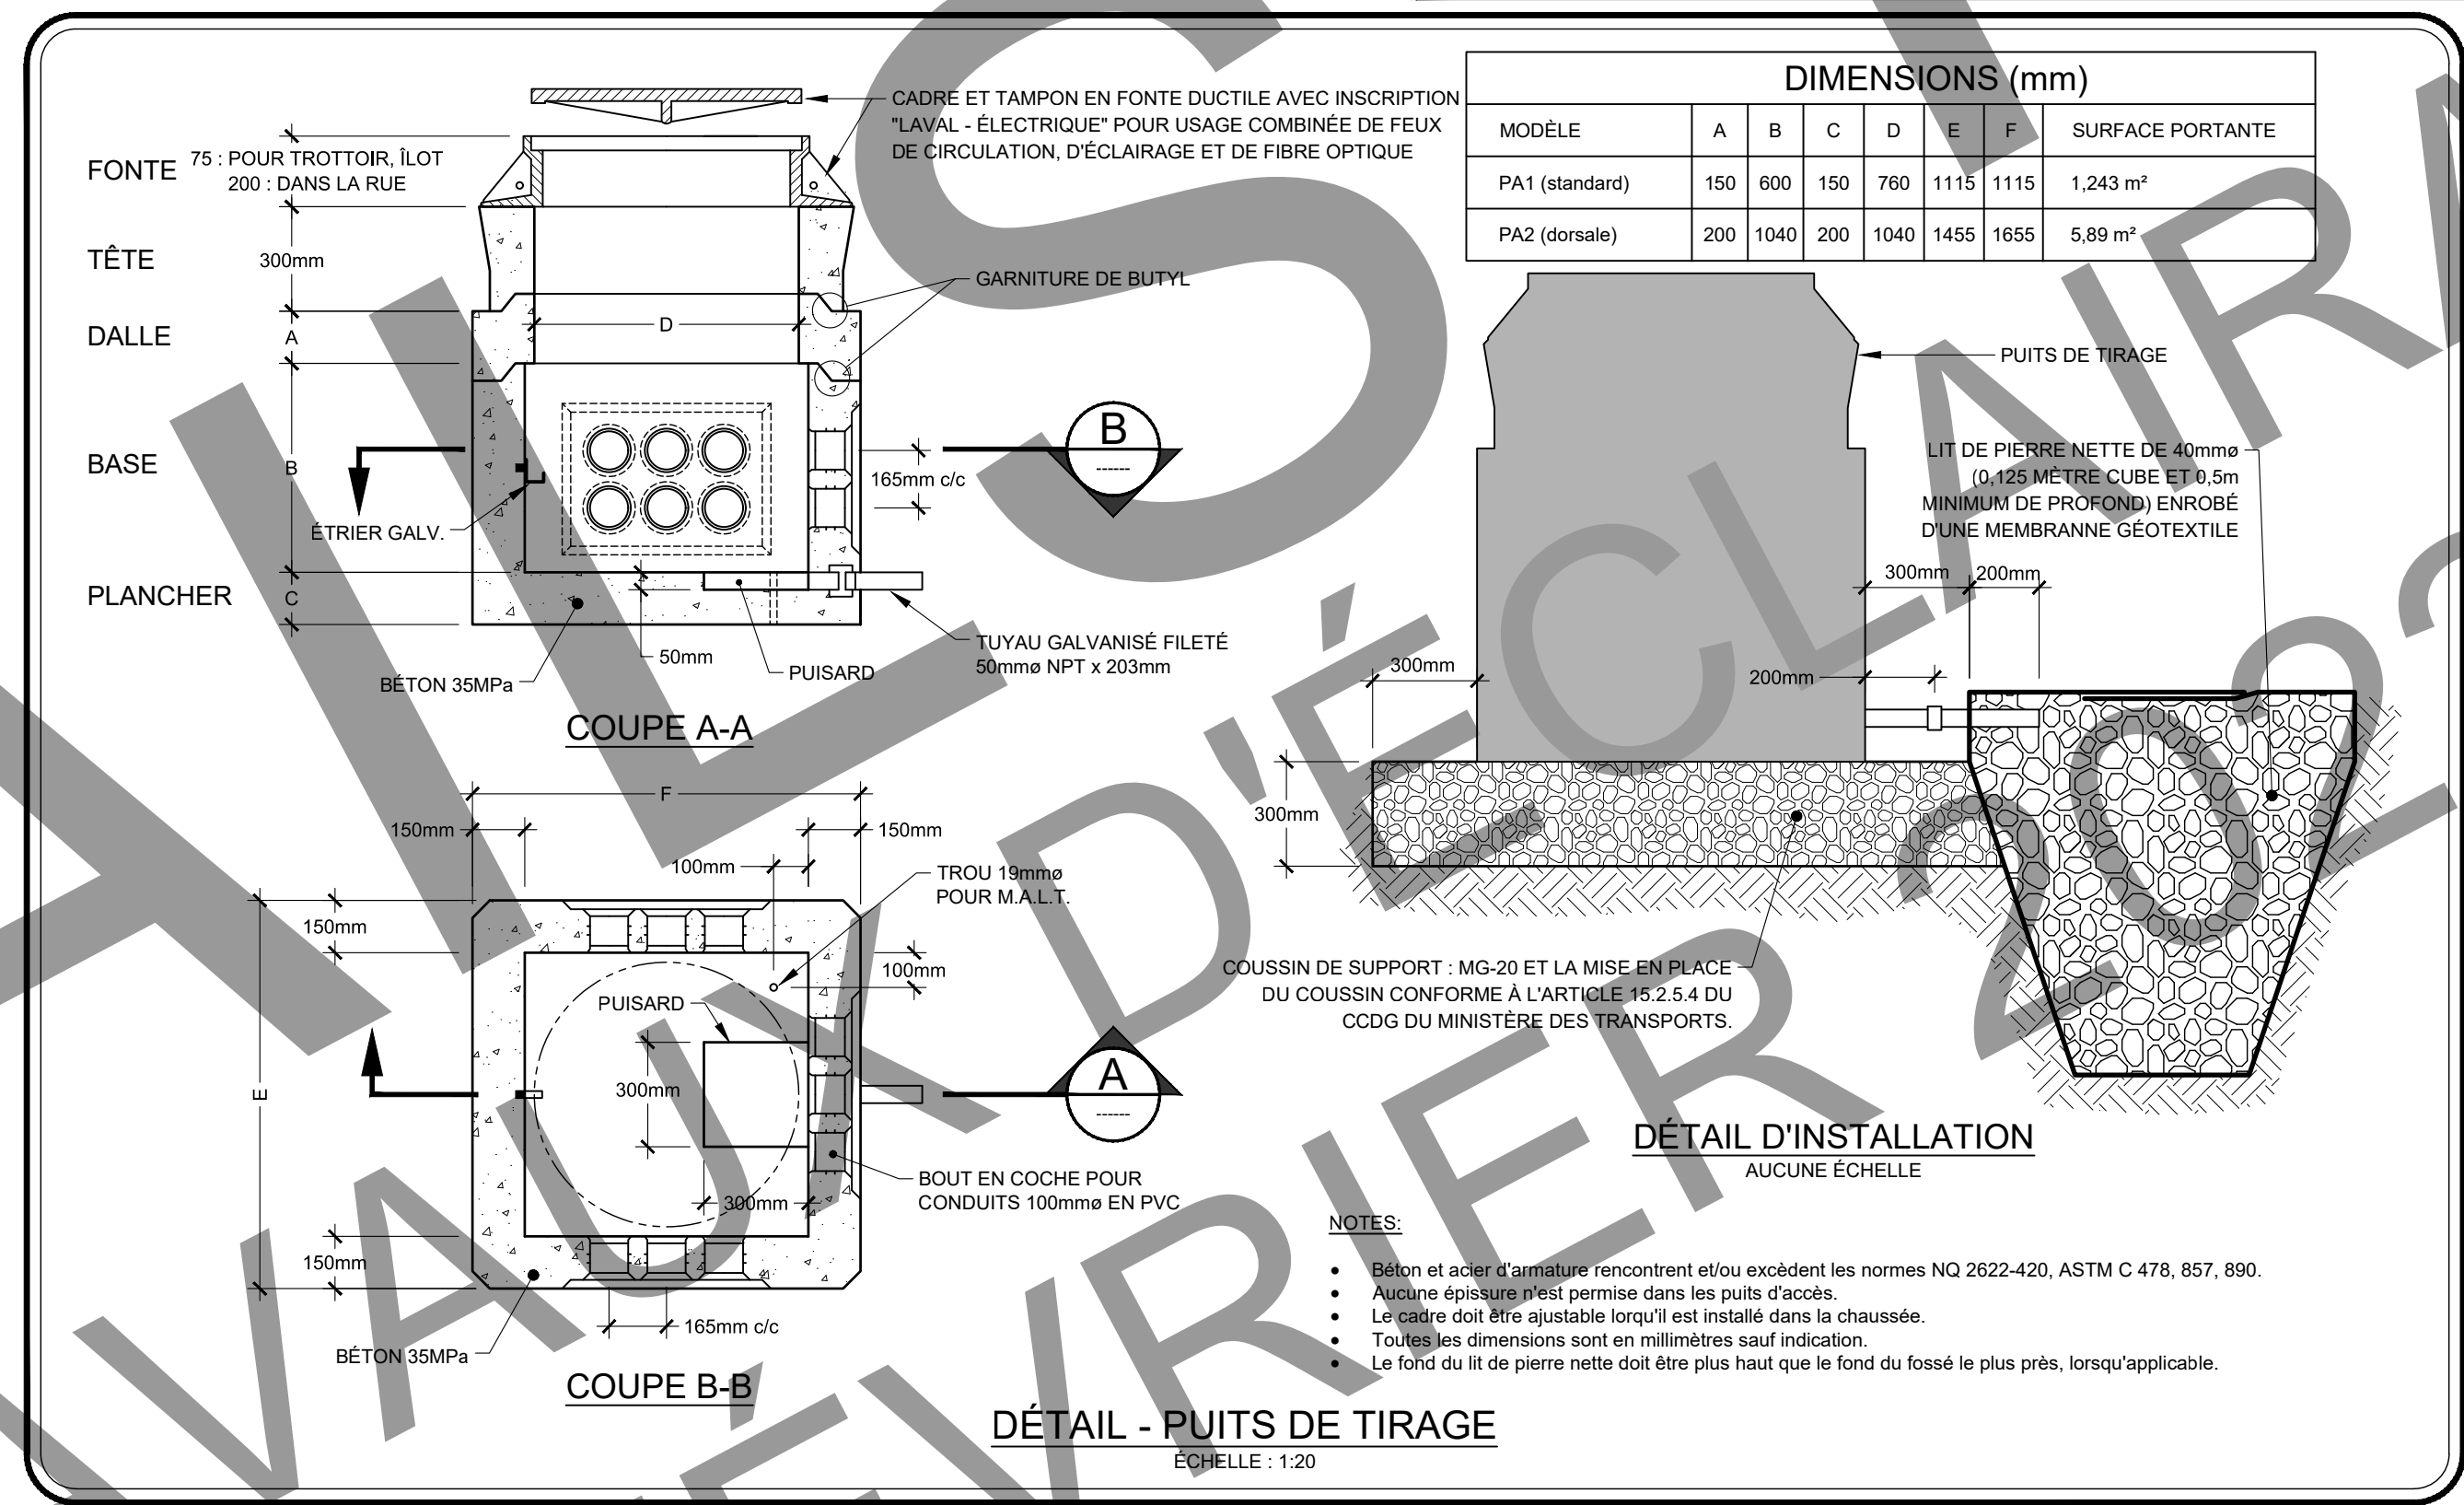 DIMENSIONS (mm)
MODÈLE A B C D E F SURFACE PORTANTE
PA1 (standard) 150 600 150 760 1115 1115 1,243 m²
PA2 (dorsale) 200 1040 200 1040 1455 1655 5,89 m²
CADRE ET TAMPON EN FONTE DUCTILE AVEC INSCRIPTION
"LAVAL - ÉLECTRIQUE" POUR USAGE COMBINÉE DE FEUX
DE CIRCULATION, D'ÉCLAIRAGE ET DE FIBRE OPTIQUE
FONTE
75 : POUR TROTTOIR, ÎLOT
200 : DANS LA RUE
TÊTE
300mm
GARNITURE DE BUTYL
DALLE
A
D
BASE
B
165mm c/c
B
------
ÉTRIER GALV.
PLANCHER
C
50mm
PUISARD
TUYAU GALVANISÉ FILETÉ
50mmø NPT x 203mm
BÉTON 35MPa
COUPE A-A
PUITS DE TIRAGE
LIT DE PIERRE NETTE DE 40mmø
(0,125 MÈTRE CUBE ET 0,5m
MINIMUM DE PROFOND) ENROBÉ
D'UNE MEMBRANNE GÉOTEXTILE
300mm
200mm
300mm
200mm
300mm
COUSSIN DE SUPPORT : MG-20 ET LA MISE EN PLACE
DU COUSSIN CONFORME À L'ARTICLE 15.2.5.4 DU
CCDG DU MINISTÈRE DES TRANSPORTS.
DÉTAIL D'INSTALLATION
AUCUNE ÉCHELLE
F
150mm
150mm
100mm
TROU 19mmø
POUR M.A.L.T.
150mm
100mm
PUISARD
E
300mm
A
------
300mm
BOUT EN COCHE POUR
CONDUITS 100mmø EN PVC
150mm
165mm c/c
BÉTON 35MPa
COUPE B-B
NOTES:
• Béton et acier d'armature rencontrent et/ou excèdent les normes NQ 2622-420, ASTM C 478, 857, 890.
• Aucune épissure n'est permise dans les puits d'accès.
• Le cadre doit être ajustable lorqu'il est installé dans la chaussée.
• Toutes les dimensions sont en millimètres sauf indication.
• Le fond du lit de pierre nette doit être plus haut que le fond du fossé le plus près, lorsqu'applicable.
DÉTAIL - PUITS DE TIRAGE
ÉCHELLE : 1:20